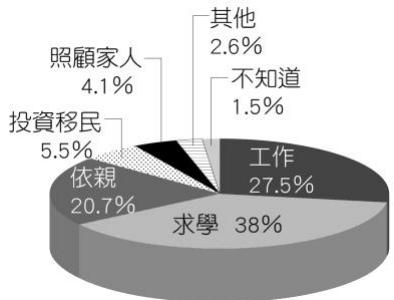 其他
2.6%
照顧家人
4.1%
不知道
1.5%
投資移民
5.5%
工作
27.5%
依親
20.7%
求學 38%